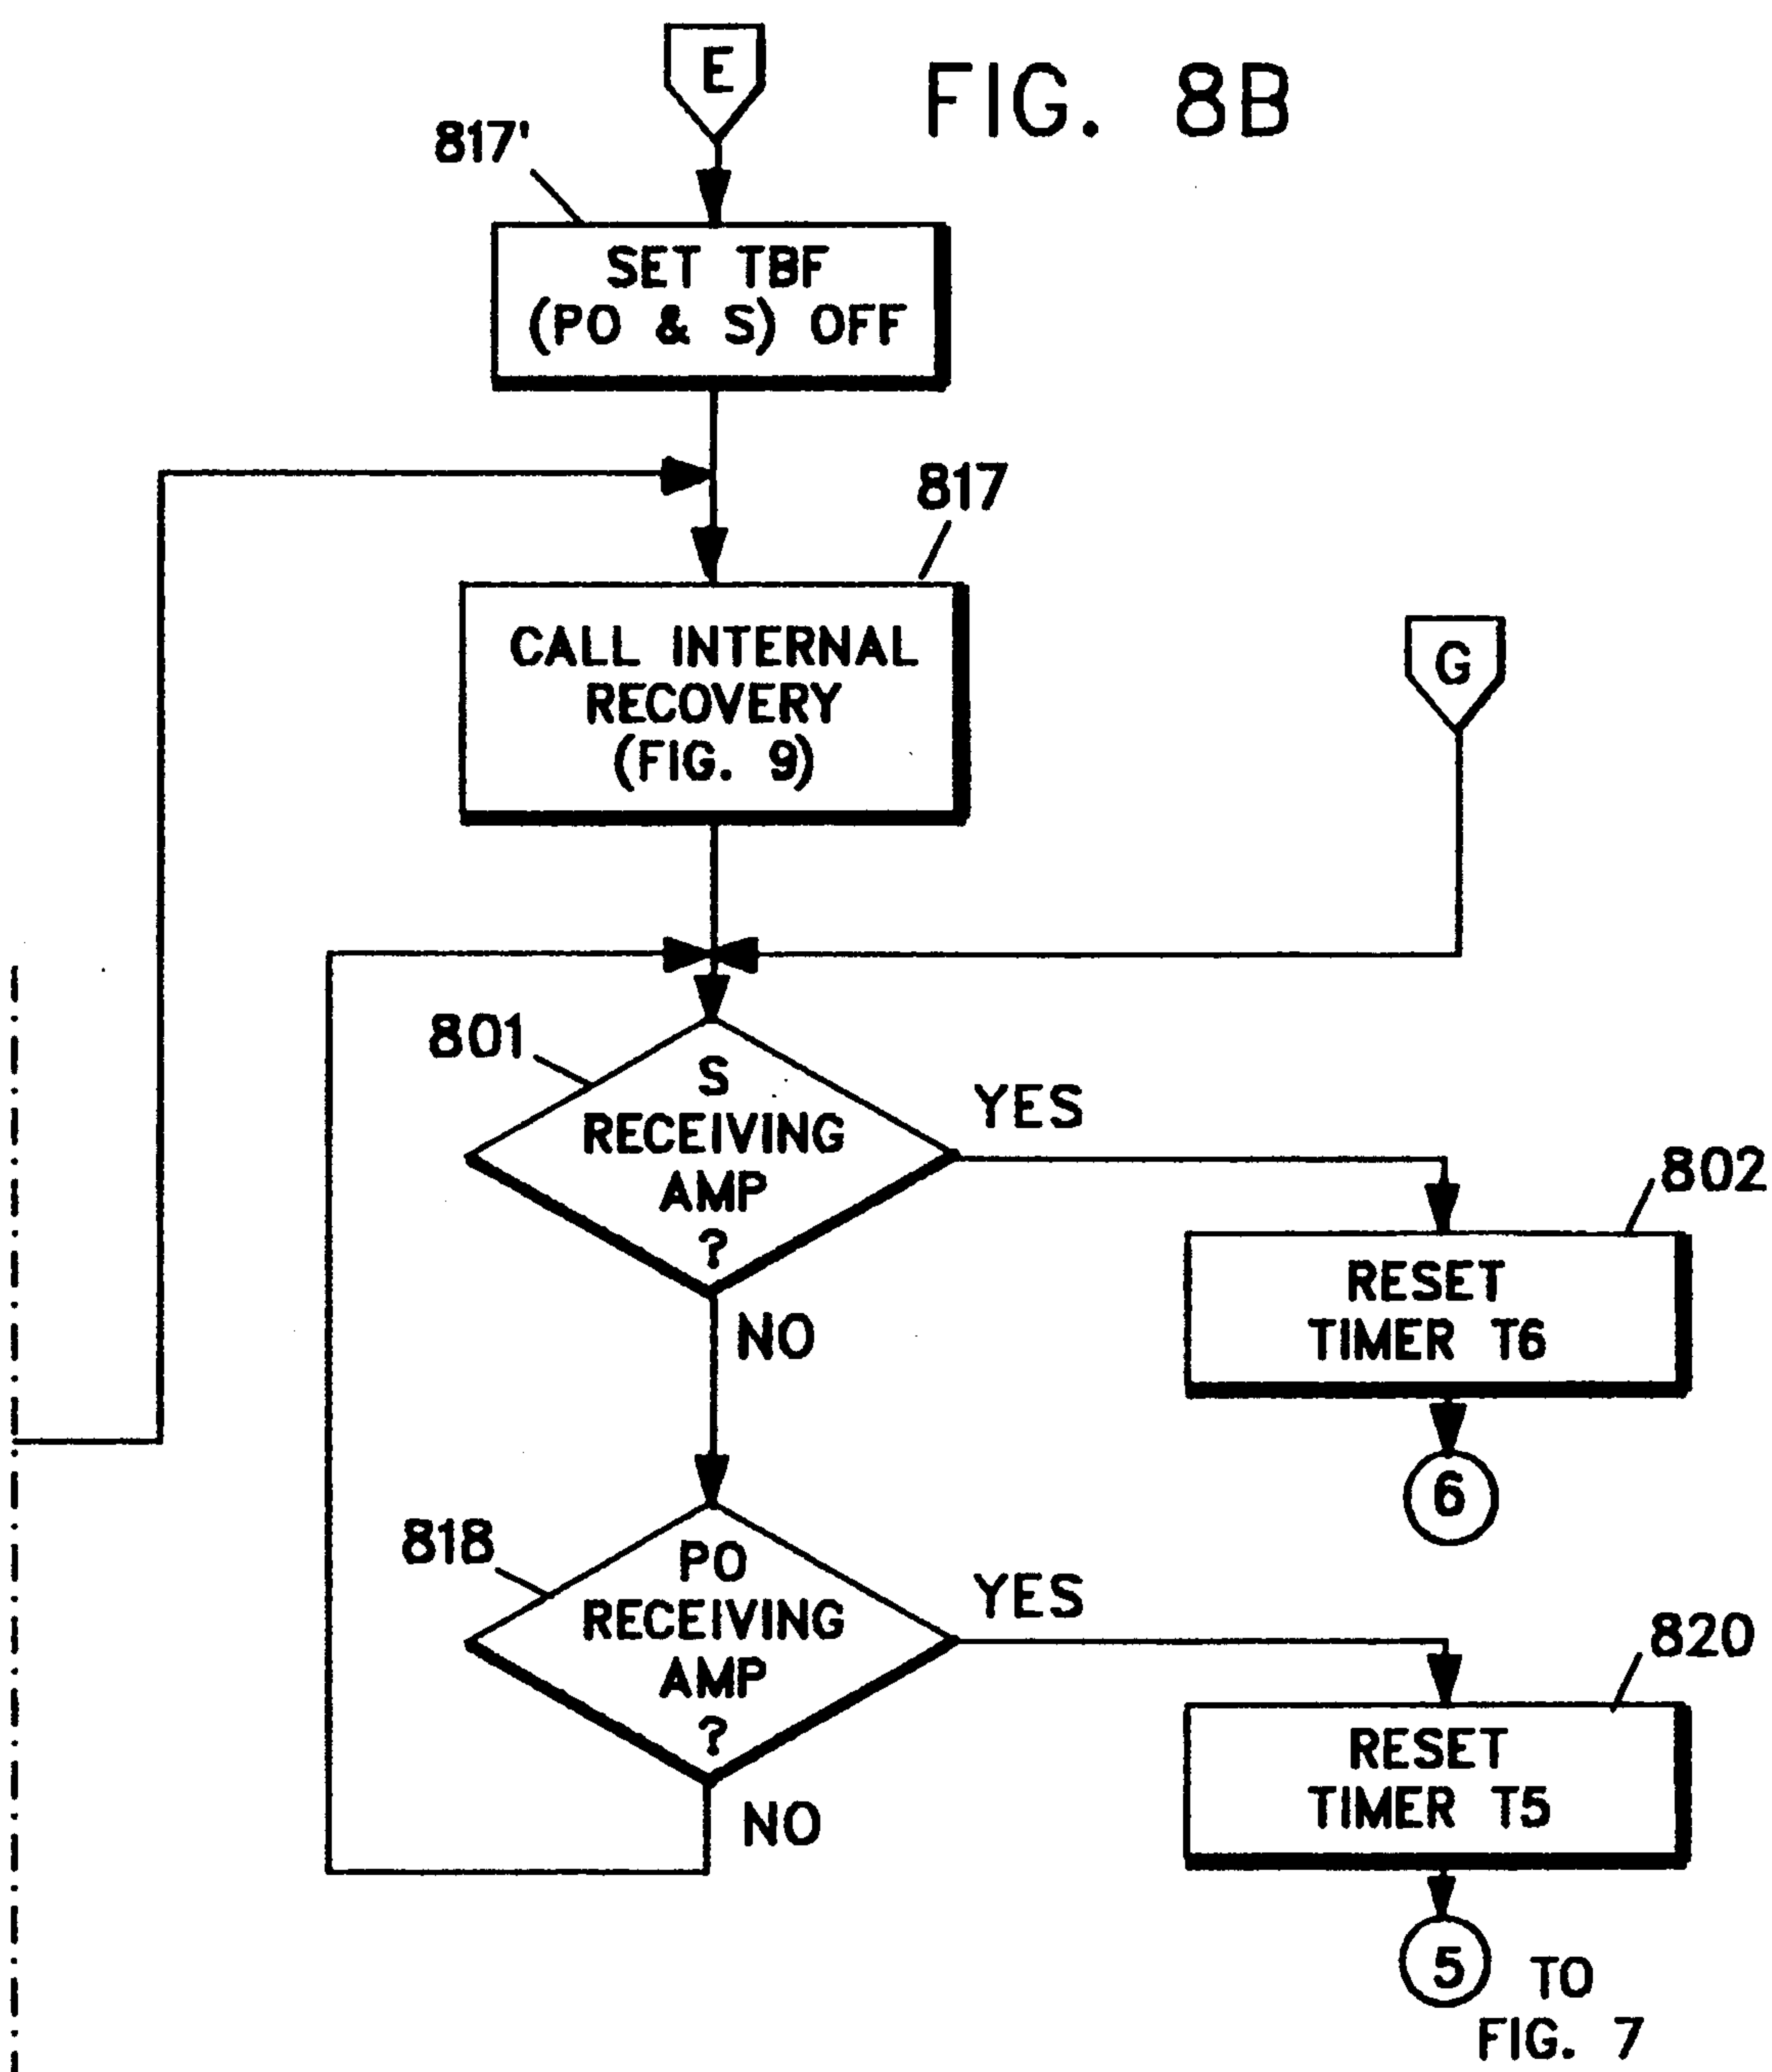 E
FIG. 8B
817'
SET TBF
(PO & S) OFF
817
CALL INTERNAL
RECOVERY
(FIG. 9)
G
801
S
RECEIVING
AMP
?
YES
802
RESET
TIMER T6
NO
6
818
PO
RECEIVING
AMP
?
YES
820
RESET
TIMER T5
NO
5
TO
FIG. 7